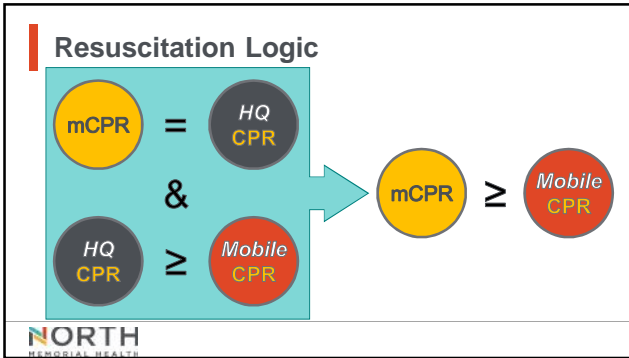 Resuscitation Logic
mCPR = HQ CPR
&
HQ CPR ≥ Mobile CPR
mCPR ≥ Mobile CPR
NORTH
MEMORIAL HEALTH